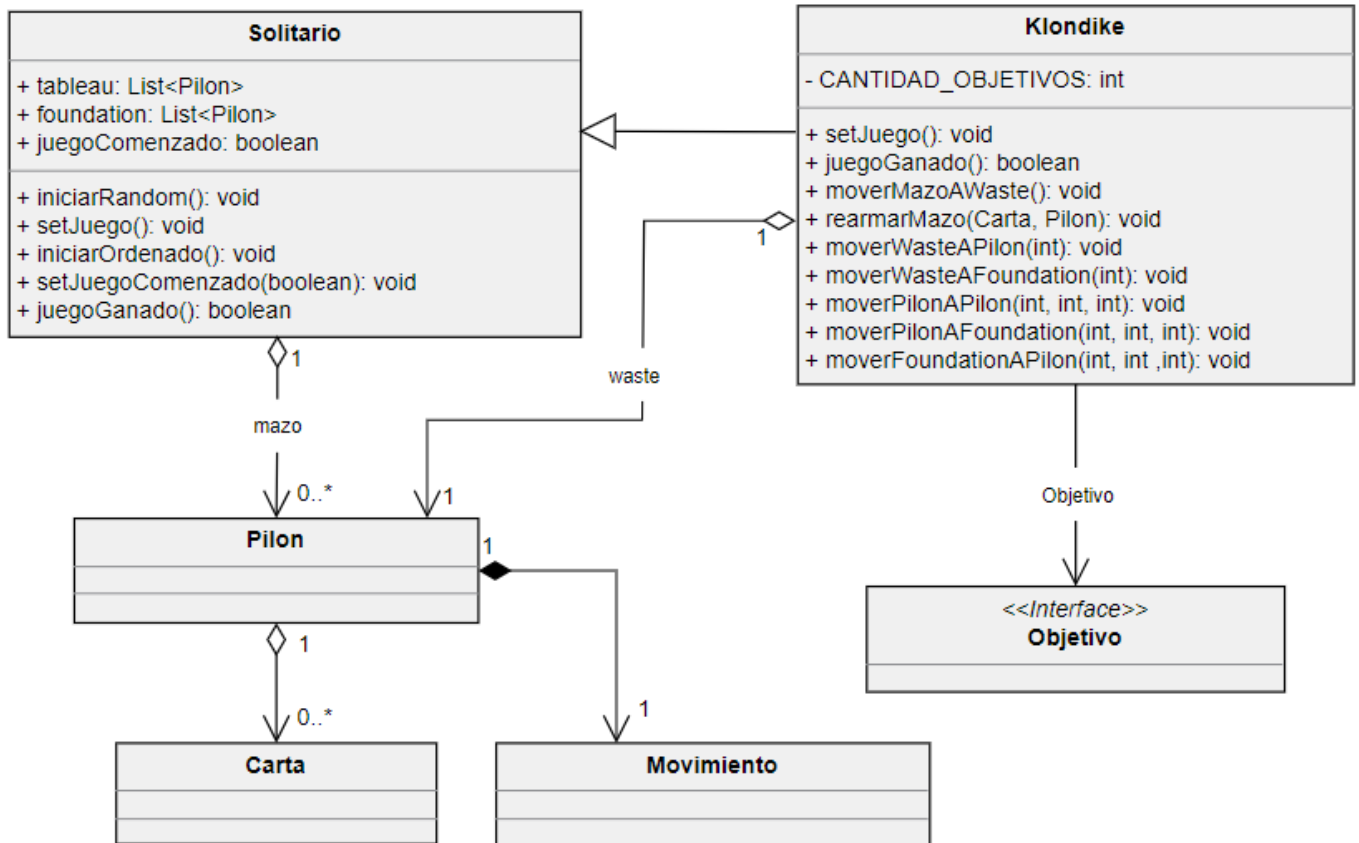 Solitario
+ tableau: List<Pilon>
+ foundation: List<Pilon>
+ juegoComenzado: boolean
+ iniciarRandom(): void
+ setJuego(): void
+ iniciarOrdenado(): void
+ setJuegoComenzado(boolean): void
+ juegoGanado(): boolean
Klondike
- CANTIDAD_OBJETIVOS: int
+ setJuego(): void
+ juegoGanado(): boolean
+ moverMazoAWaste(): void
+ rearmarMazo(Carta, Pilon): void
+ moverWasteAPilon(int): void
+ moverWasteAFoundation(int): void
+ moverPilonAPilon(int, int, int): void
+ moverPilonAFoundation(int, int, int): void
+ moverFoundationAPilon(int, int ,int): void
1
1
waste
mazo
0..*
1
Objetivo
Pilon
1
<<Interface>>
Objetivo
1
0..*
1
Carta
Movimiento